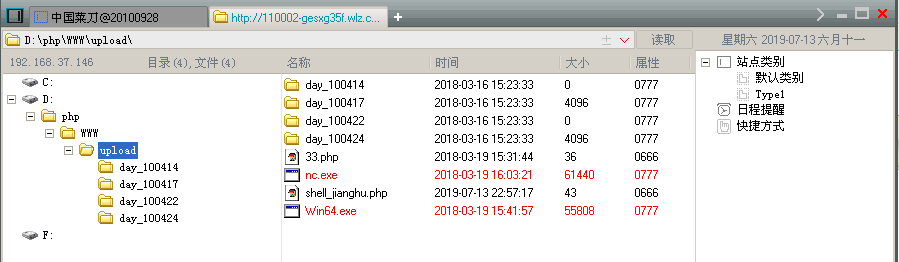 中国菜刀@20100928 http://110002-gesxg35f.wlz.c... +
D:\php\WWW\upload\ 读取 星期六 2019-07-13 六月十一
192.168.37.146 目录(4),文件(4) 名称 时间 大小 属性
C:
D:
php
WWW
upload
day_100414
day_100417
day_100422
day_100424
F:
day_100414 2018-03-16 15:23:33 0 0777
day_100417 2018-03-16 15:23:33 4096 0777
day_100422 2018-03-16 15:23:33 0 0777
day_100424 2018-03-16 15:23:33 4096 0777
33.php 2018-03-19 15:31:44 36 0666
nc.exe 2018-03-19 16:03:21 61440 0777
shell_jianghu.php 2019-07-13 22:57:17 43 0666
Win64.exe 2018-03-19 15:41:57 55808 0777
站点类别
默认类别
Type1
日程提醒
快捷方式